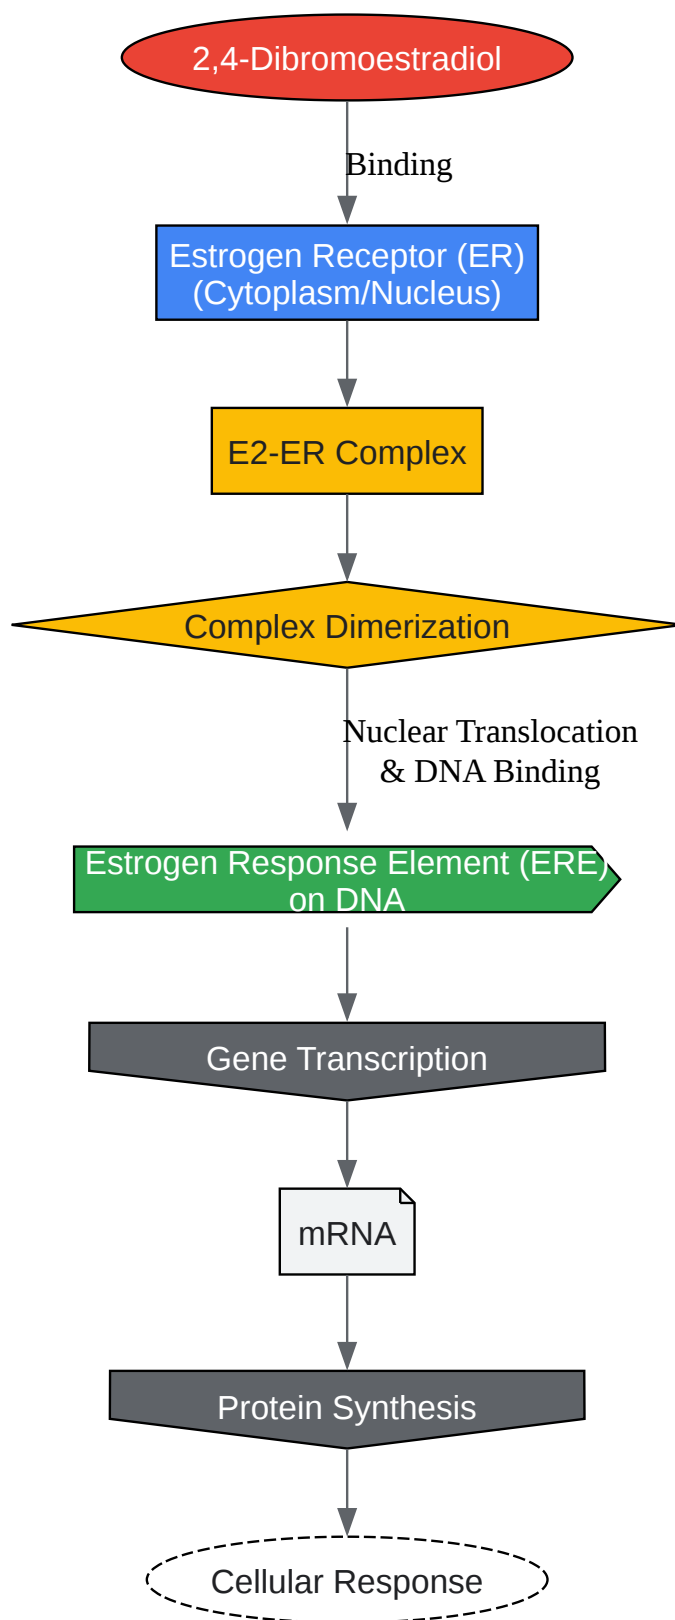 2,4-Dibromoestradiol
Binding
Estrogen Receptor (ER)
(Cytoplasm/Nucleus)
E2-ER Complex
Complex Dimerization
Nuclear Translocation
& DNA Binding
Estrogen Response Element (ERE)
on DNA
Gene Transcription
mRNA
Protein Synthesis
Cellular Response